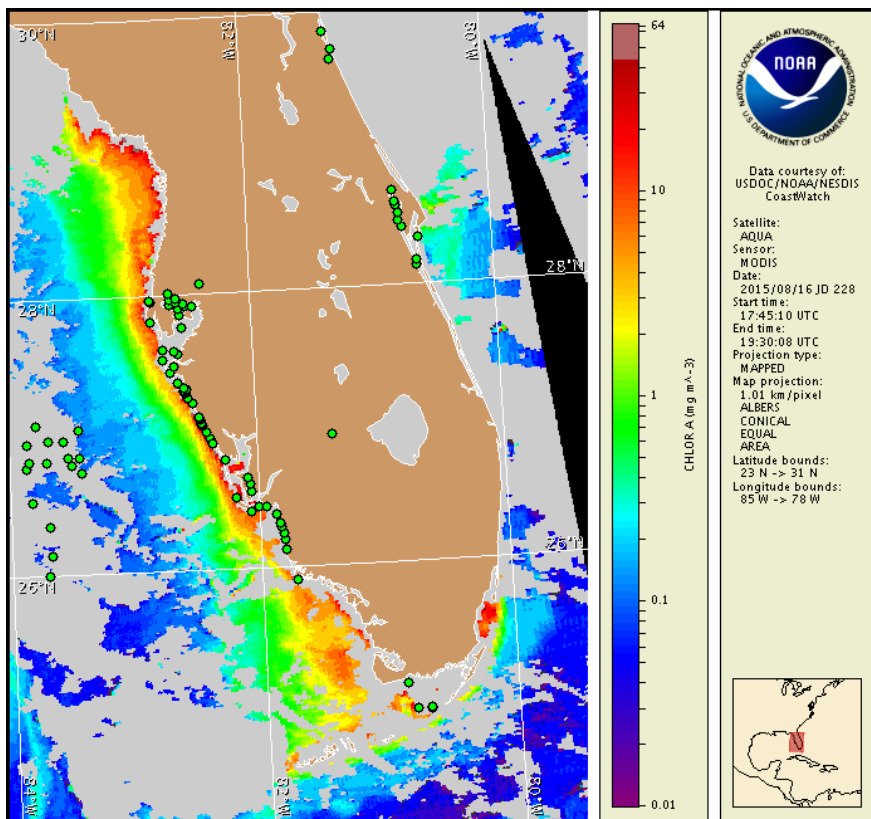 30°N
82°W
80°W
28°N
28°N
26°N
26°N
84°W
82°W
80°W
64
10
1
0.1
0.01
CHLOR A (mg m^-3)
NATIONAL OCEANIC AND ATMOSPHERIC ADMINISTRATION
NOAA
U.S. DEPARTMENT OF COMMERCE
Data courtesy of:
USDOC/NOAA/NESDIS
CoastWatch
Satellite:
AQUA
Sensor:
MODIS
Date:
2015/08/16 JD 228
Start time:
17:45:10 UTC
End time:
19:30:08 UTC
Projection type:
MAPPED
Map projection:
1.01 km/pixel
ALBERS
CONICAL
EQUAL
AREA
Latitude bounds:
23 N -> 31 N
Longitude bounds:
85 W -> 78 W